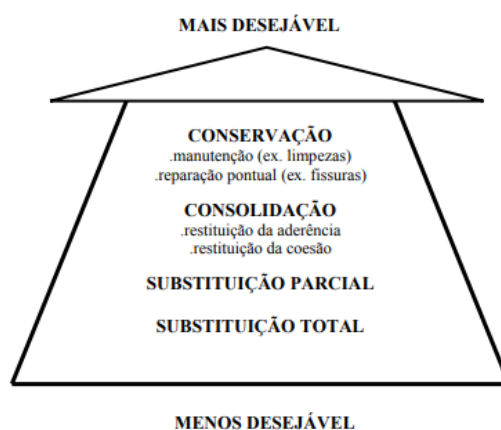 MAIS DESEJÁVEL
CONSERVAÇÃO
.manutenção (ex. limpezas)
.reparação pontual (ex. fissuras)
CONSOLIDAÇÃO
.restituição da aderência
.restituição da coesão
SUBSTITUIÇÃO PARCIAL
SUBSTITUIÇÃO TOTAL
MENOS DESEJÁVEL